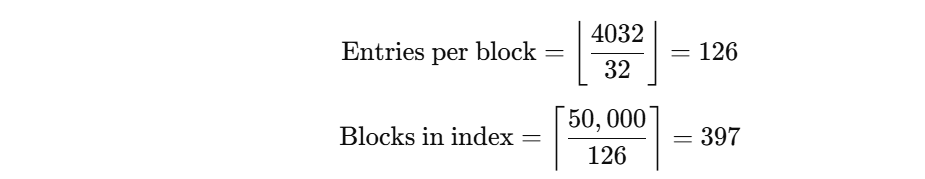 Entries per block = ⌊4032/32⌋ = 126
Blocks in index = ⌈50,000/126⌉ = 397